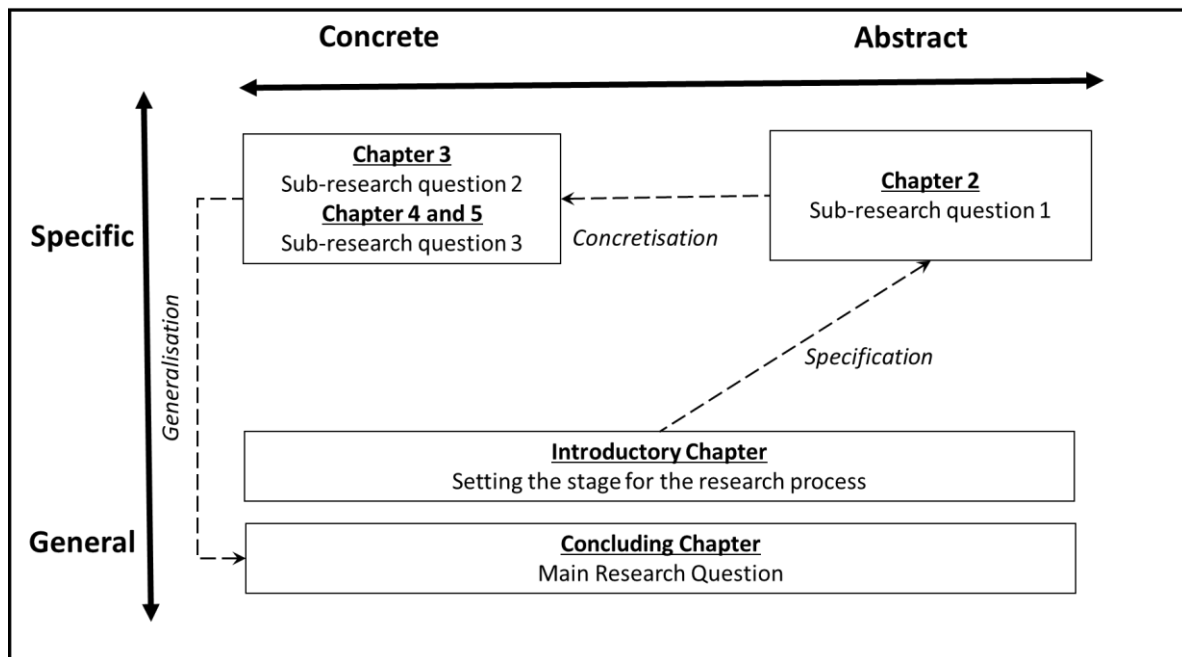 Concrete
Abstract
Chapter 3
Sub-research question 2
Chapter 4 and 5
Sub-research question 3
Chapter 2
Sub-research question 1
Specific
Concretisation
Generalisation
Specification
Introductory Chapter
Setting the stage for the research process
General
Concluding Chapter
Main Research Question